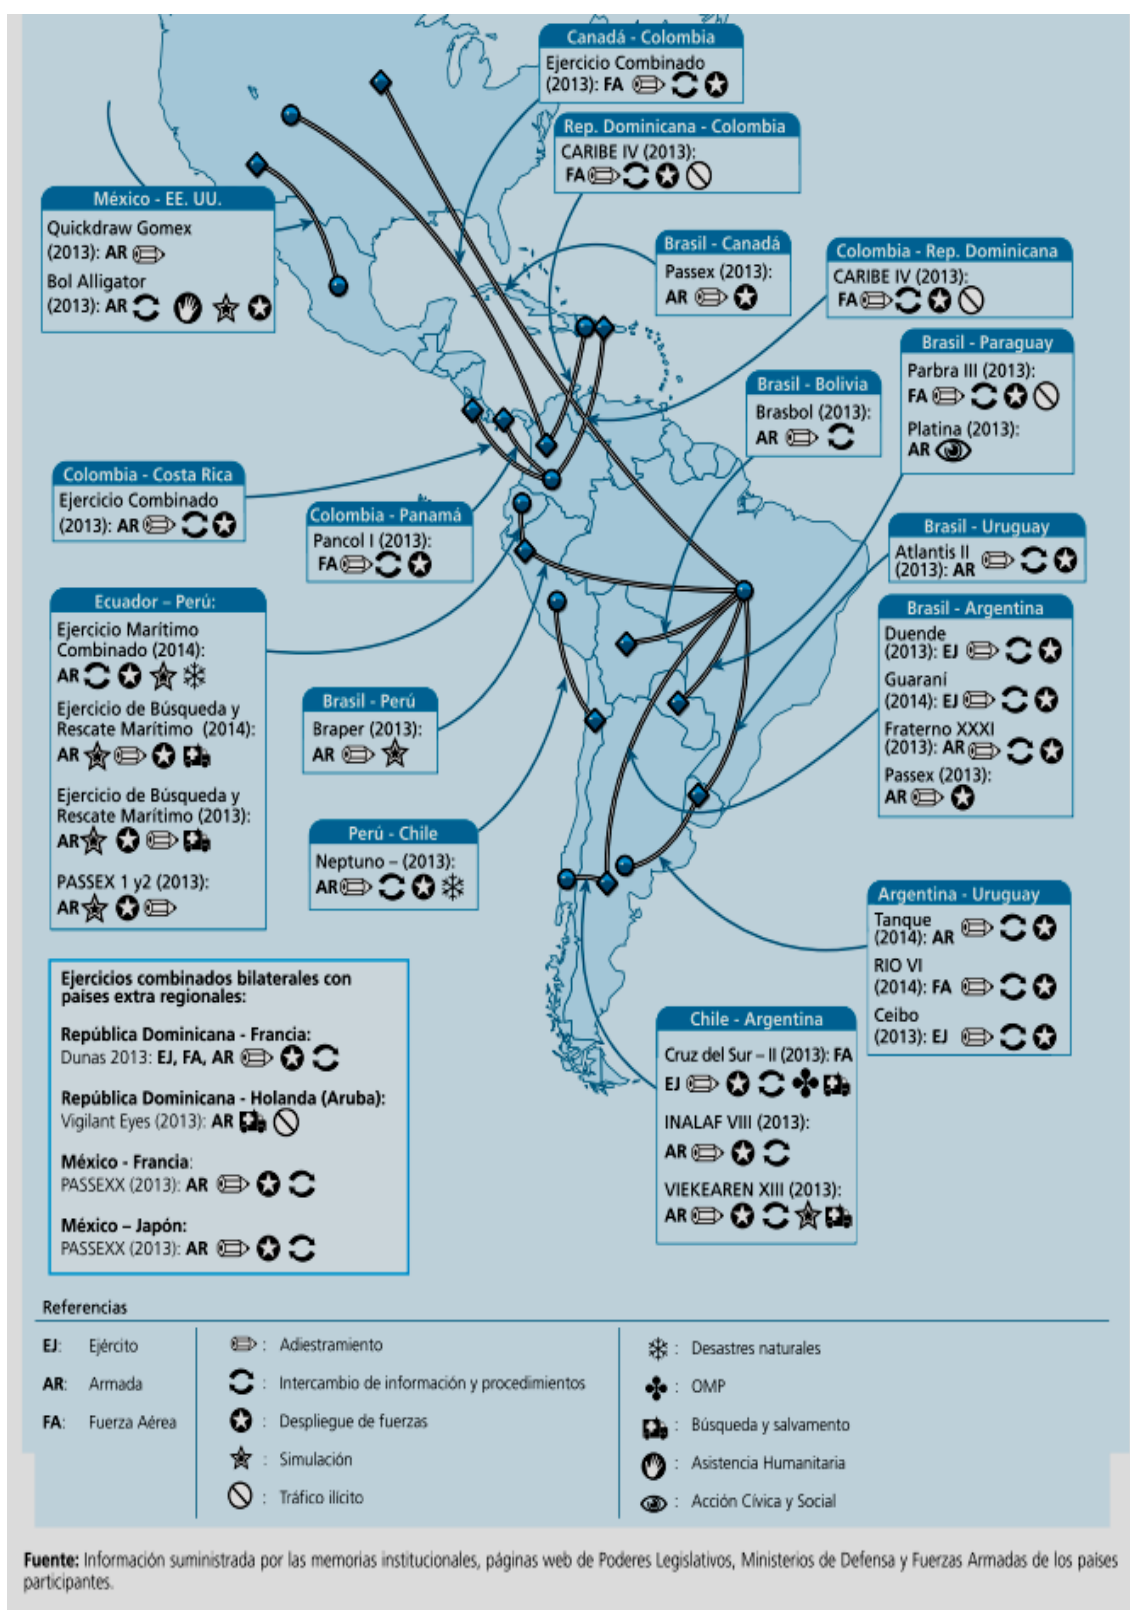 Canadá - Colombia
Ejercicio Combinado
(2013): FA
Rep. Dominicana - Colombia
CARIBE IV (2013):
FA
México - EE. UU.
Quickdraw Gomex
(2013): AR
Bol Alligator
(2013): AR
Brasil - Canadá
Passex (2013):
AR
Colombia - Rep. Dominicana
CARIBE IV (2013):
FA
Brasil - Paraguay
Parbra III (2013):
FA
Platina (2013):
AR
Brasil - Bolivia
Brasbol (2013):
AR
Colombia - Costa Rica
Ejercicio Combinado
(2013): AR
Colombia - Panamá
Pancol I (2013):
FA
Brasil - Uruguay
Atlantis II
(2013): AR
Ecuador – Perú:
Ejercicio Marítimo
Combinado (2014):
AR
Ejercicio de Búsqueda y
Rescate Marítimo (2014):
AR
Ejercicio de Búsqueda y
Rescate Marítimo (2013):
AR
PASSEX 1 y2 (2013):
AR
Brasil - Argentina
Duende
(2013): EJ
Guaraní
(2014): EJ
Fraterno XXXI
(2013): AR
Passex (2013):
AR
Brasil - Perú
Braper (2013):
AR
Perú - Chile
Neptuno – (2013):
AR
Argentina - Uruguay
Tanque
(2014): AR
RIO VI
(2014): FA
Ceibo
(2013): EJ
Chile - Argentina
Cruz del Sur – II (2013): FA
EJ
INALAF VIII (2013):
AR
VIEKEAREN XIII (2013):
AR
Ejercicios combinados bilaterales con
países extra regionales:
República Dominicana - Francia:
Dunas 2013: EJ, FA, AR
República Dominicana - Holanda (Aruba):
Vigilant Eyes (2013): AR
México - Francia:
PASSEXX (2013): AR
México – Japón:
PASSEXX (2013): AR
Referencias
EJ: Ejército
AR: Armada
FA: Fuerza Aérea
: Adiestramiento
: Intercambio de información y procedimientos
: Despliegue de fuerzas
: Simulación
: Tráfico ilícito
: Desastres naturales
: OMP
: Búsqueda y salvamento
: Asistencia Humanitaria
: Acción Cívica y Social
Fuente: Información suministrada por las memorias institucionales, páginas web de Poderes Legislativos, Ministerios de Defensa y Fuerzas Armadas de los países
participantes.